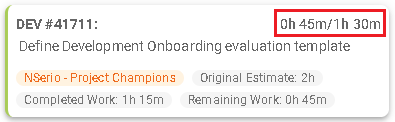 DEV #41711: 0h 45m/1h 30m
Define Development Onboarding evaluation template
NSerio - Project Champions Original Estimate: 2h
Completed Work: 1h 15m Remaining Work: 0h 45m